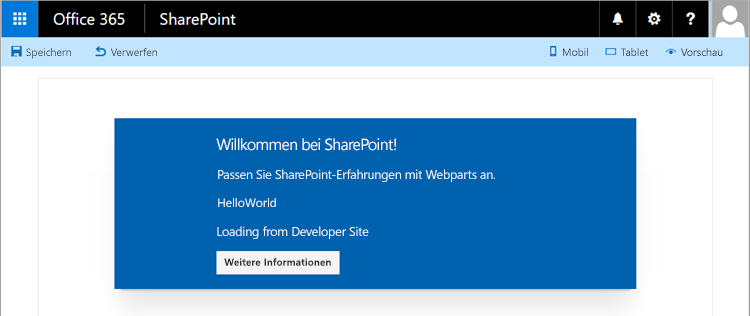 Office 365 SharePoint ?
Speichern Verwerfen Mobil Tablet Vorschau
Willkommen bei SharePoint!
Passen Sie SharePoint-Erfahrungen mit Webparts an.
HelloWorld
Loading from Developer Site
Weitere Informationen